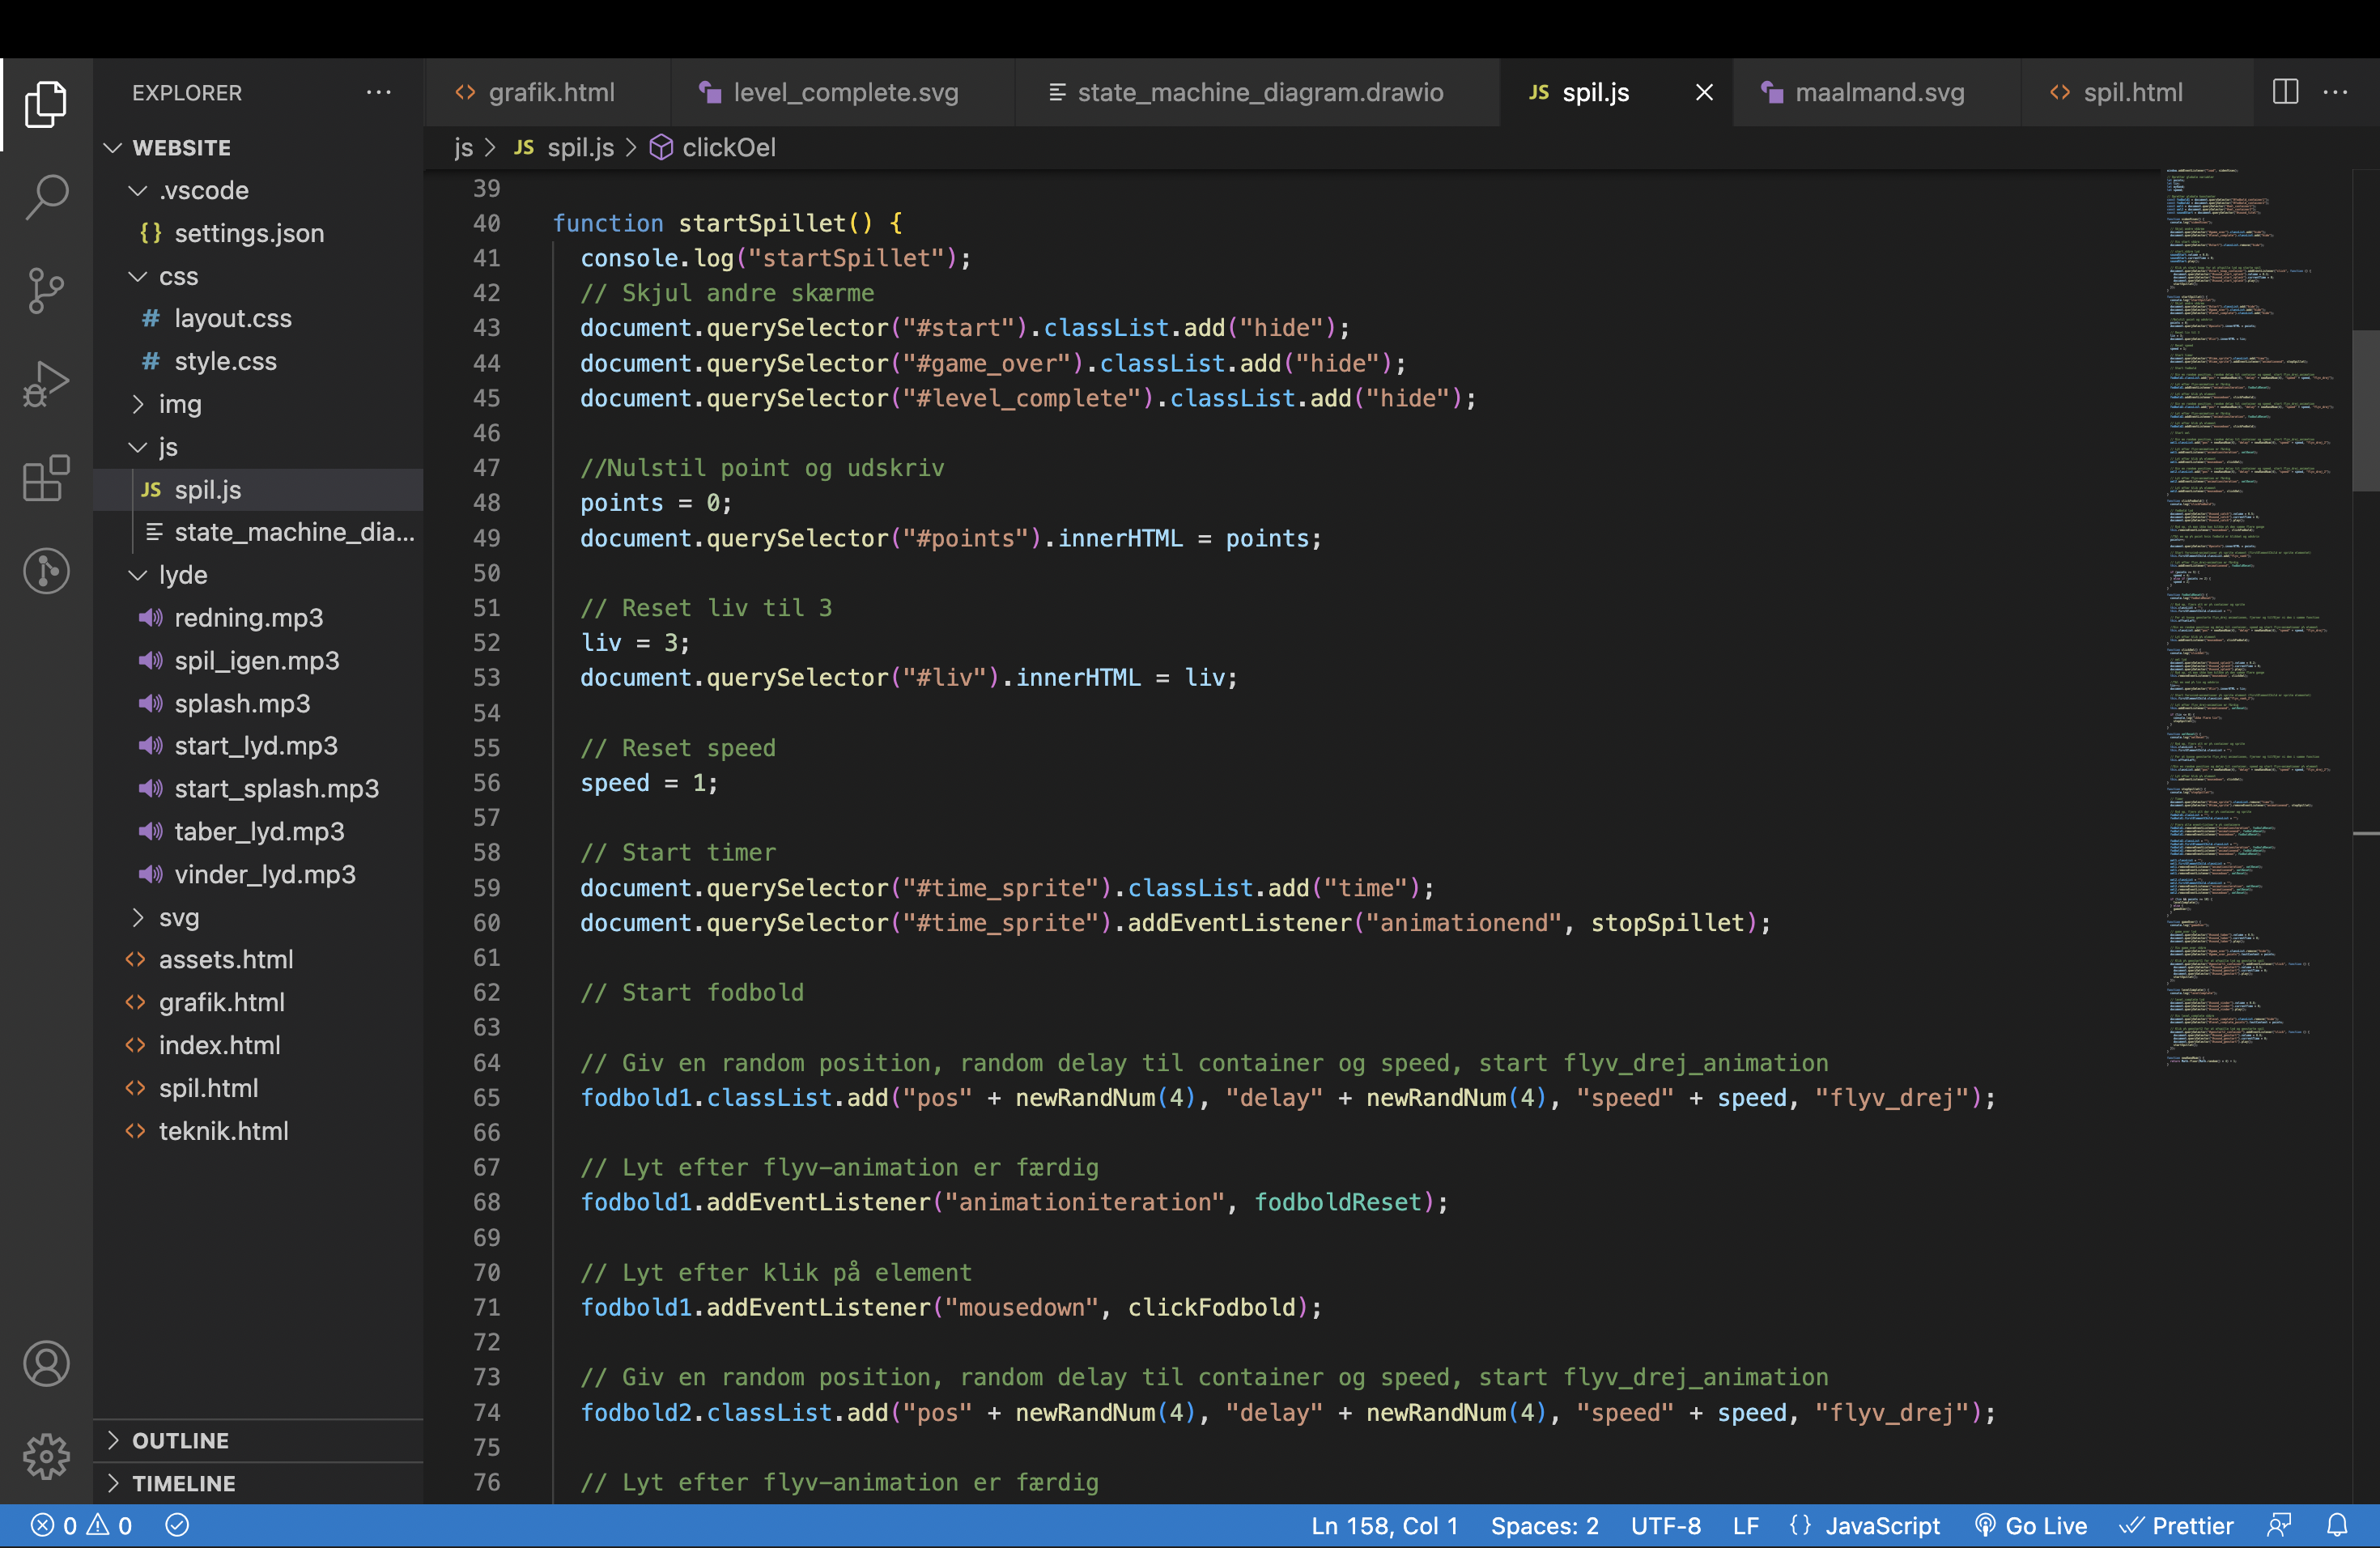 EXPLORER
grafik.html
level_complete.svg
state_machine_diagram.drawio
JS spil.js
maalmand.svg
spil.html
WEBSITE
.vscode
{} settings.json
css
# layout.css
# style.css
img
js
JS spil.js
state_machine_dia...
lyde
redning.mp3
spil_igen.mp3
splash.mp3
start_lyd.mp3
start_splash.mp3
taber_lyd.mp3
vinder_lyd.mp3
svg
assets.html
grafik.html
index.html
spil.html
teknik.html
OUTLINE
TIMELINE
js > JS spil.js > clickOel
39
40 function startSpillet() {
41 console.log("startSpillet");
42 // Skjul andre skærme
43 document.querySelector("#start").classList.add("hide");
44 document.querySelector("#game_over").classList.add("hide");
45 document.querySelector("#level_complete").classList.add("hide");
46
47 //Nulstil point og udskriv
48 points = 0;
49 document.querySelector("#points").innerHTML = points;
50
51 // Reset liv til 3
52 liv = 3;
53 document.querySelector("#liv").innerHTML = liv;
54
55 // Reset speed
56 speed = 1;
57
58 // Start timer
59 document.querySelector("#time_sprite").classList.add("time");
60 document.querySelector("#time_sprite").addEventListener("animationend", stopSpillet);
61
62 // Start fodbold
63
64 // Giv en random position, random delay til container og speed, start flyv_drej_animation
65 fodbold1.classList.add("pos" + newRandNum(4), "delay" + newRandNum(4), "speed" + speed, "flyv_drej");
66
67 // Lyt efter flyv-animation er færdig
68 fodbold1.addEventListener("animationiteration", fodboldReset);
69
70 // Lyt efter klik på element
71 fodbold1.addEventListener("mousedown", clickFodbold);
72
73 // Giv en random position, random delay til container og speed, start flyv_drej_animation
74 fodbold2.classList.add("pos" + newRandNum(4), "delay" + newRandNum(4), "speed" + speed, "flyv_drej");
75
76 // Lyt efter flyv-animation er færdig
0 0
Ln 158, Col 1
Spaces: 2
UTF-8
LF
{} JavaScript
Go Live
Prettier